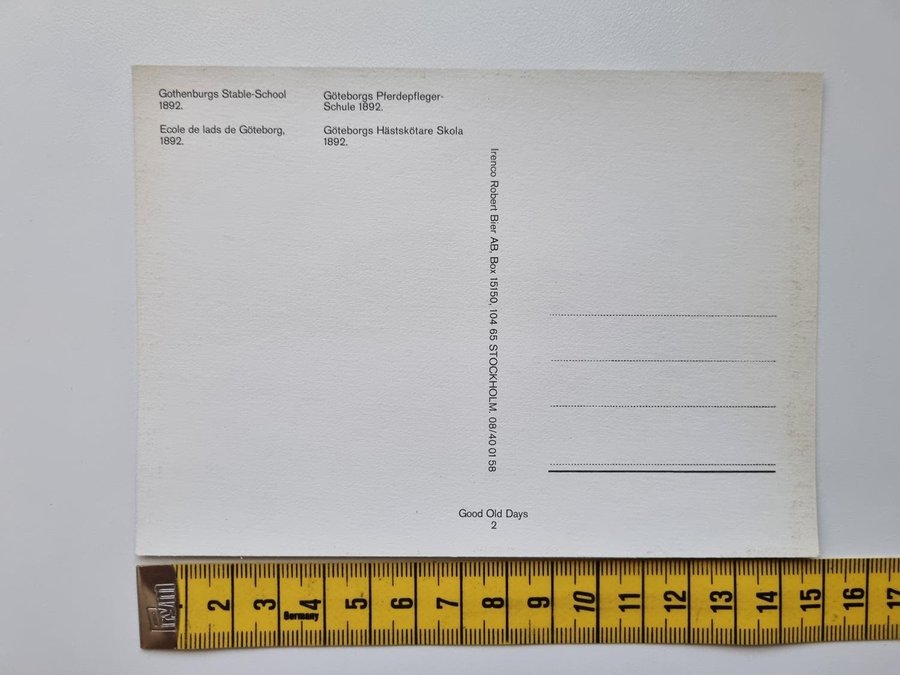 Gothenburgs Stable-School
1892.
Ecole de lads de Göteborg,
1892.
Göteborgs Pferdepfleger-
Schule 1892.
Göteborgs Hästskötare Skola
1892.
Irenco Robert Bier AB, Box 15150, 104 65 STOCKHOLM. 08/40 01 58
Good Old Days
2
2 3 4 5 6 7 8 9 10 11 12 13 14 15 16 17
Germany